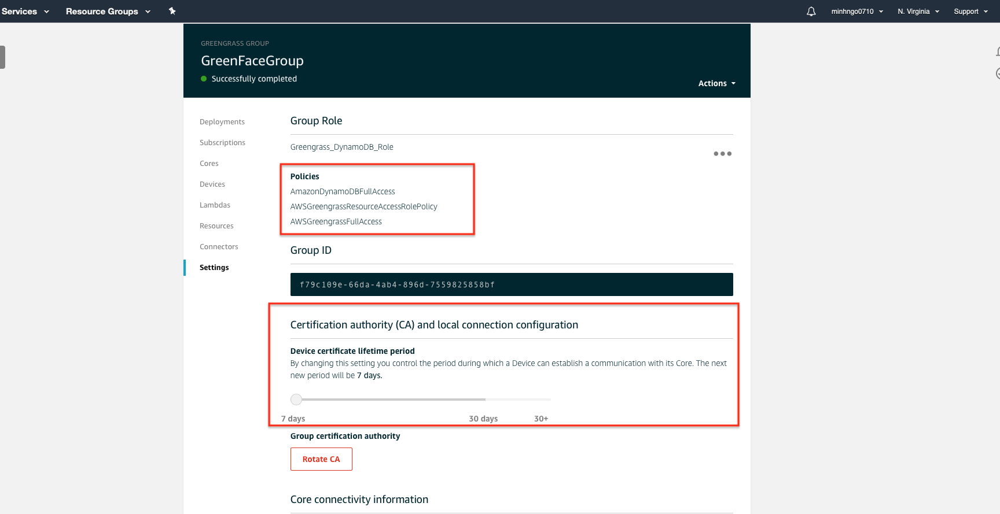 Services Resource Groups minhngo0710 N. Virginia Support
GREENGRASS GROUP
GreenFaceGroup
Successfully completed
Actions
Deployments
Subscriptions
Cores
Devices
Lambdas
Resources
Connectors
Settings
Group Role
Greengrass_DynamoDB_Role
Policies
AmazonDynamoDBFullAccess
AWSGreengrassResourceAccessRolePolicy
AWSGreengrassFullAccess
Group ID
f79c109e-66da-4ab4-896d-7559825858bf
Certification authority (CA) and local connection configuration
Device certificate lifetime period
By changing this setting you control the period during which a Device can establish a communication with its Core. The next
new period will be 7 days.
7 days 30 days 30+
Group certification authority
Rotate CA
Core connectivity information